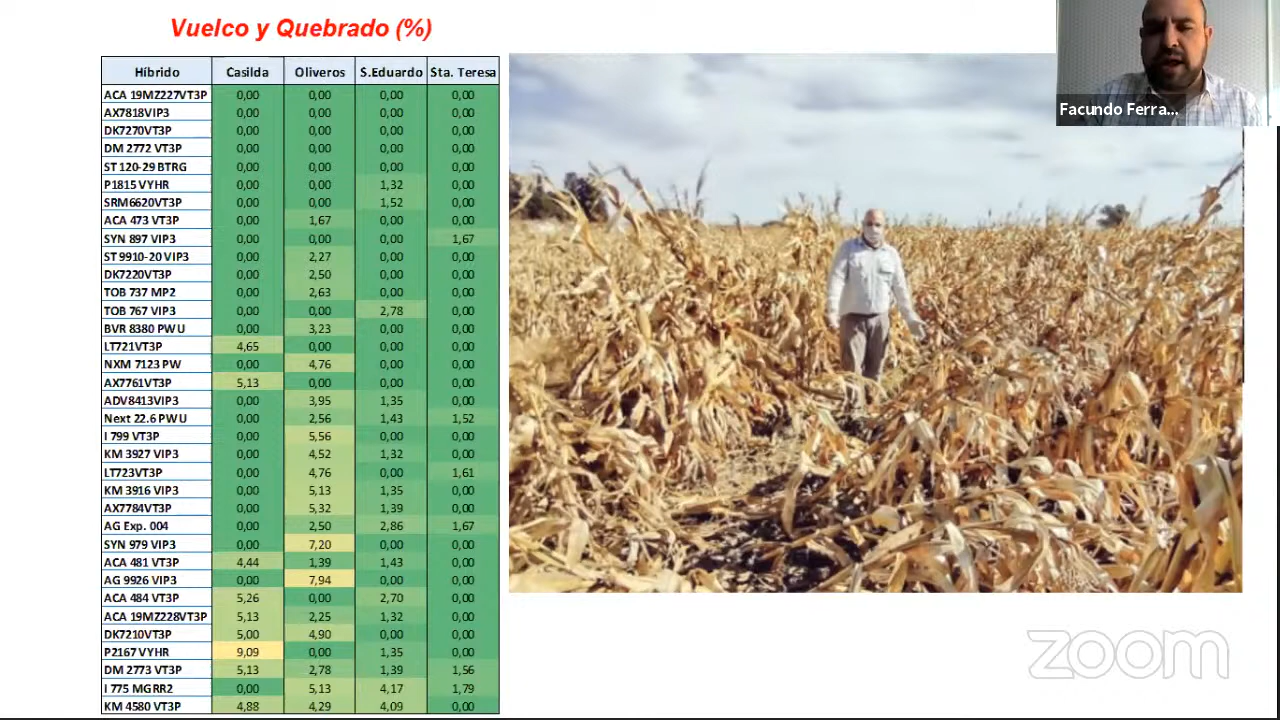 Vuelco y Quebrado (%)
Híbrido Casilda Oliveros S.Eduardo Sta. Teresa
ACA 19MZ227VT3P 0,00 0,00 0,00 0,00
AX7818VIP3 0,00 0,00 0,00 0,00
DK7270VT3P 0,00 0,00 0,00 0,00
DM 2772 VT3P 0,00 0,00 0,00 0,00
ST 120-29 BTRG 0,00 0,00 0,00 0,00
P1815 VYHR 0,00 0,00 1,32 0,00
SRM6620VT3P 0,00 0,00 1,52 0,00
ACA 473 VT3P 0,00 1,67 0,00 0,00
SYN 897 VIP3 0,00 0,00 0,00 1,67
ST 9910-20 VIP3 0,00 2,27 0,00 0,00
DK7220VT3P 0,00 2,50 0,00 0,00
TOB 737 MP2 0,00 2,63 0,00 0,00
TOB 767 VIP3 0,00 0,00 2,78 0,00
BVR 8380 PWU 0,00 3,23 0,00 0,00
LT721VT3P 4,65 0,00 0,00 0,00
NXM 7123 PW 0,00 4,76 0,00 0,00
AX7761VT3P 5,13 0,00 0,00 0,00
ADV8413VIP3 0,00 3,95 1,35 0,00
Next 22.6 PWU 0,00 2,56 1,43 1,52
I 799 VT3P 0,00 5,56 0,00 0,00
KM 3927 VIP3 0,00 4,52 1,32 0,00
LT723VT3P 0,00 4,76 0,00 1,61
KM 3916 VIP3 0,00 5,13 1,35 0,00
AX7784VT3P 0,00 5,32 1,39 0,00
AG Exp. 004 0,00 2,50 2,86 1,67
SYN 979 VIP3 0,00 7,20 0,00 0,00
ACA 481 VT3P 4,44 1,39 1,43 0,00
AG 9926 VIP3 0,00 7,94 0,00 0,00
ACA 484 VT3P 5,26 0,00 2,70 0,00
ACA 19MZ228VT3P 5,13 2,25 1,32 0,00
DK7210VT3P 5,00 4,90 0,00 0,00
P2167 VYHR 9,09 0,00 1,35 0,00
DM 2773 VT3P 5,13 2,78 1,39 1,56
I 775 MGRR2 0,00 5,13 4,17 1,79
KM 4580 VT3P 4,88 4,29 4,09 0,00
Facundo Ferra...
zoom